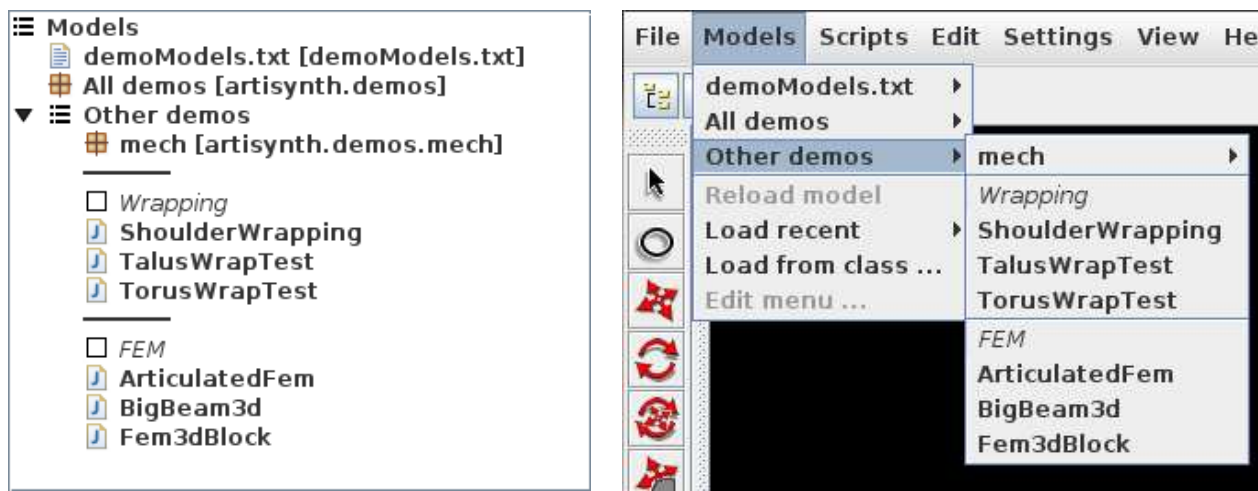 Models
demoModels.txt [demoModels.txt]
All demos [artisynth.demos]
Other demos
mech [artisynth.demos.mech]
Wrapping
ShoulderWrapping
TalusWrapTest
TorusWrapTest
FEM
ArticulatedFem
BigBeam3d
Fem3dBlock
File Models Scripts Edit Settings View He
demoModels.txt
All demos
Other demos
Reload model
Load recent
Load from class ...
Edit menu ...
mech
Wrapping
ShoulderWrapping
TalusWrapTest
TorusWrapTest
FEM
ArticulatedFem
BigBeam3d
Fem3dBlock